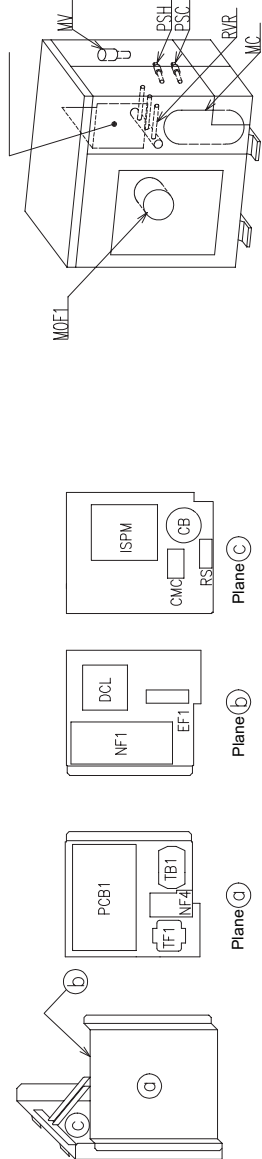 MV
PSH
PSC
RVR
MC
MOF1
ISPM
CMC
CB
RS
Plane c
DCL
NF1
EF1
Plane b
PCB1
TB1
NF4
TF1
Plane a
b
c
a